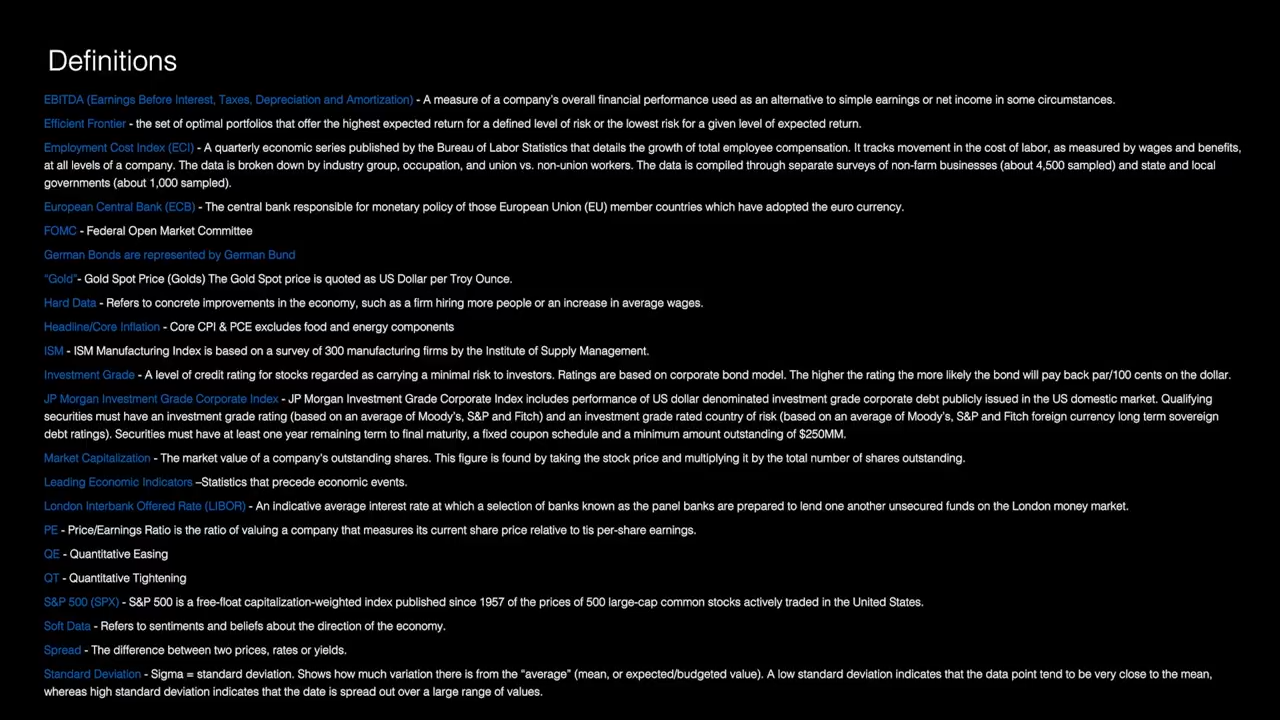 Definitions
EBITDA (Earnings Before Interest, Taxes, Depreciation and Amortization) - A measure of a company's overall financial performance used as an alternative to simple earnings or net income in some circumstances.
Efficient Frontier - the set of optimal portfolios that offer the highest expected return for a defined level of risk or the lowest risk for a given level of expected return.
Employment Cost Index (ECI) - A quarterly economic series published by the Bureau of Labor Statistics that details the growth of total employee compensation. It tracks movement in the cost of labor, as measured by wages and benefits,
at all levels of a company. The data is broken down by industry group, occupation, and union vs. non-union workers. The data is compiled through separate surveys of non-farm businesses (about 4,500 sampled) and state and local
governments (about 1,000 sampled).
European Central Bank (ECB) - The central bank responsible for monetary policy of those European Union (EU) member countries which have adopted the euro currency.
FOMC - Federal Open Market Committee
German Bonds are represented by German Bund
“Gold”- Gold Spot Price (Golds) The Gold Spot price is quoted as US Dollar per Troy Ounce.
Hard Data - Refers to concrete improvements in the economy, such as a firm hiring more people or an increase in average wages.
Headline/Core Inflation - Core CPI & PCE excludes food and energy components
ISM - ISM Manufacturing Index is based on a survey of 300 manufacturing firms by the Institute of Supply Management.
Investment Grade - A level of credit rating for stocks regarded as carrying a minimal risk to investors. Ratings are based on corporate bond model. The higher the rating the more likely the bond will pay back par/100 cents on the dollar.
JP Morgan Investment Grade Corporate Index - JP Morgan Investment Grade Corporate Index includes performance of US dollar denominated investment grade corporate debt publicly issued in the US domestic market. Qualifying
securities must have an investment grade rating (based on an average of Moody's, S&P and Fitch) and an investment grade rated country of risk (based on an average of Moody's, S&P and Fitch foreign currency long term sovereign
debt ratings). Securities must have at least one year remaining term to final maturity, a fixed coupon schedule and a minimum amount outstanding of $250MM.
Market Capitalization - The market value of a company's outstanding shares. This figure is found by taking the stock price and multiplying it by the total number of shares outstanding.
Leading Economic Indicators –Statistics that precede economic events.
London Interbank Offered Rate (LIBOR) - An indicative average interest rate at which a selection of banks known as the panel banks are prepared to lend one another unsecured funds on the London money market.
PE - Price/Earnings Ratio is the ratio of valuing a company that measures its current share price relative to tis per-share earnings.
QE - Quantitative Easing
QT - Quantitative Tightening
S&P 500 (SPX) - S&P 500 is a free-float capitalization-weighted index published since 1957 of the prices of 500 large-cap common stocks actively traded in the United States.
Soft Data - Refers to sentiments and beliefs about the direction of the economy.
Spread - The difference between two prices, rates or yields.
Standard Deviation - Sigma = standard deviation. Shows how much variation there is from the “average” (mean, or expected/budgeted value). A low standard deviation indicates that the data point tend to be very close to the mean,
whereas high standard deviation indicates that the date is spread out over a large range of values.